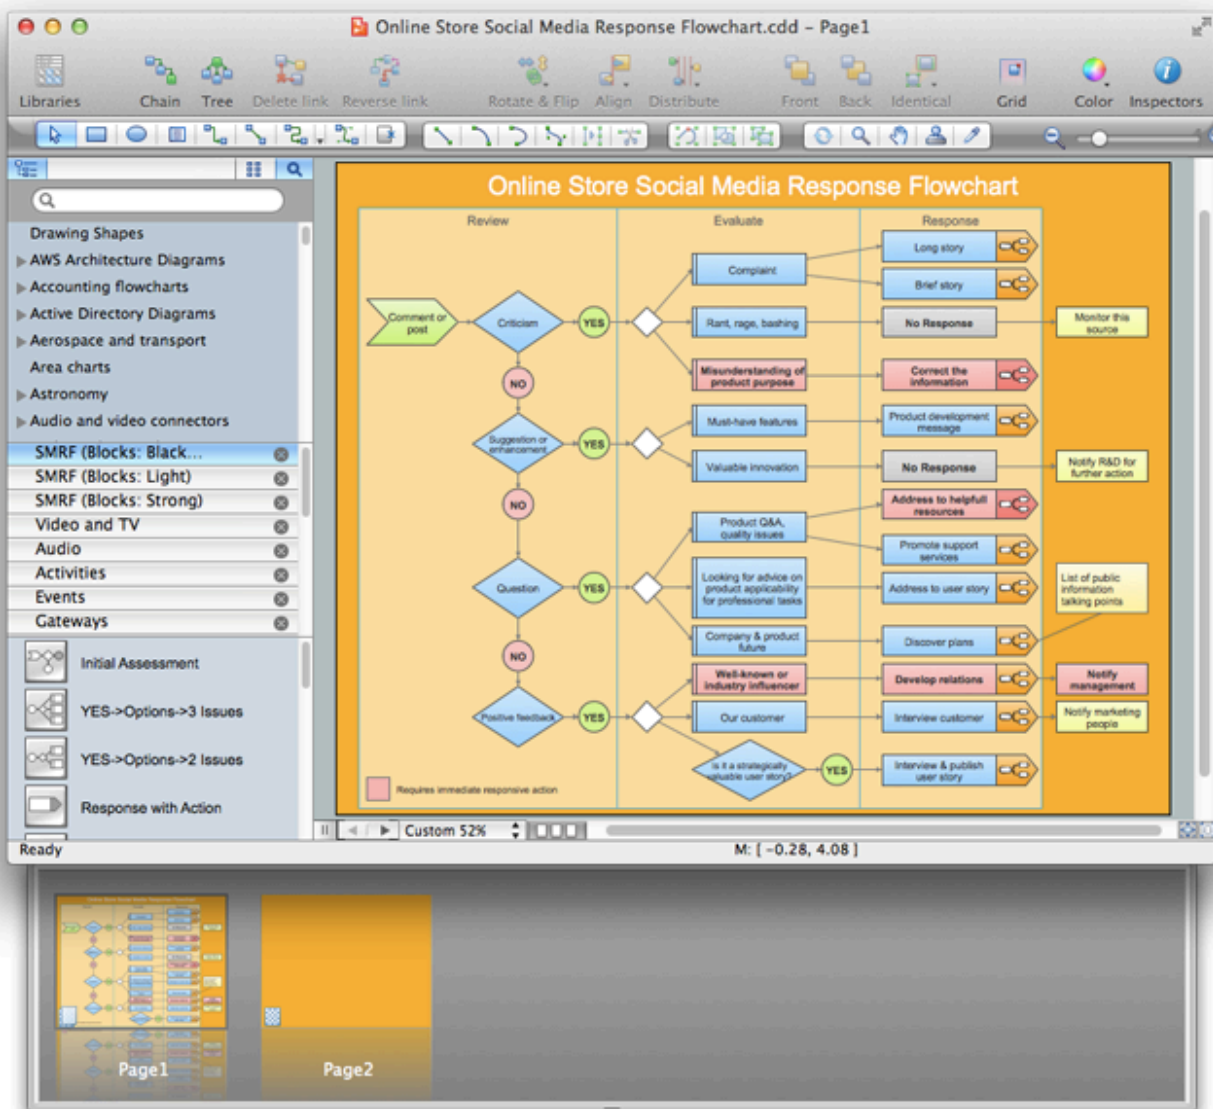 Online Store Social Media Response Flowchart.cdd – Page1
Libraries
Chain
Tree
Delete link
Reverse link
Rotate & Flip
Align
Distribute
Front
Back
Identical
Grid
Color
Inspectors
Drawing Shapes
AWS Architecture Diagrams
Accounting flowcharts
Active Directory Diagrams
Aerospace and transport
Area charts
Astronomy
Audio and video connectors
SMRF (Blocks: Black...
SMRF (Blocks: Light)
SMRF (Blocks: Strong)
Video and TV
Audio
Activities
Events
Gateways
Initial Assessment
YES->Options->3 Issues
YES->Options->2 Issues
Response with Action
Online Store Social Media Response Flowchart
Review
Evaluate
Response
Comment or
post
Criticism
YES
Complaint
Long story
Brief story
Rant, rage, bashing
No Response
Monitor this
source
Misunderstanding of
product purpose
Correct the
information
NO
Suggestion or
enhancement
YES
Must-have features
Product development
message
Valuable innovation
No Response
Notify R&D for
further action
NO
Product Q&A,
quality issues
Address to helpfull
resources
Promote support
services
Question
YES
Looking for advice on
product applicability
for professional tasks
Address to user story
List of public
information
talking points
Company & product
future
Discover plans
NO
Well-known or
industry influencer
Develop relations
Notify
management
Positive feedback
YES
Our customer
Interview customer
Notify marketing
people
Is it a strategically
valuable user story?
YES
Interview & publish
user story
Requires immediate responsive action
Custom 52%
Ready
M: [ -0.28, 4.08 ]
Page1
Page2